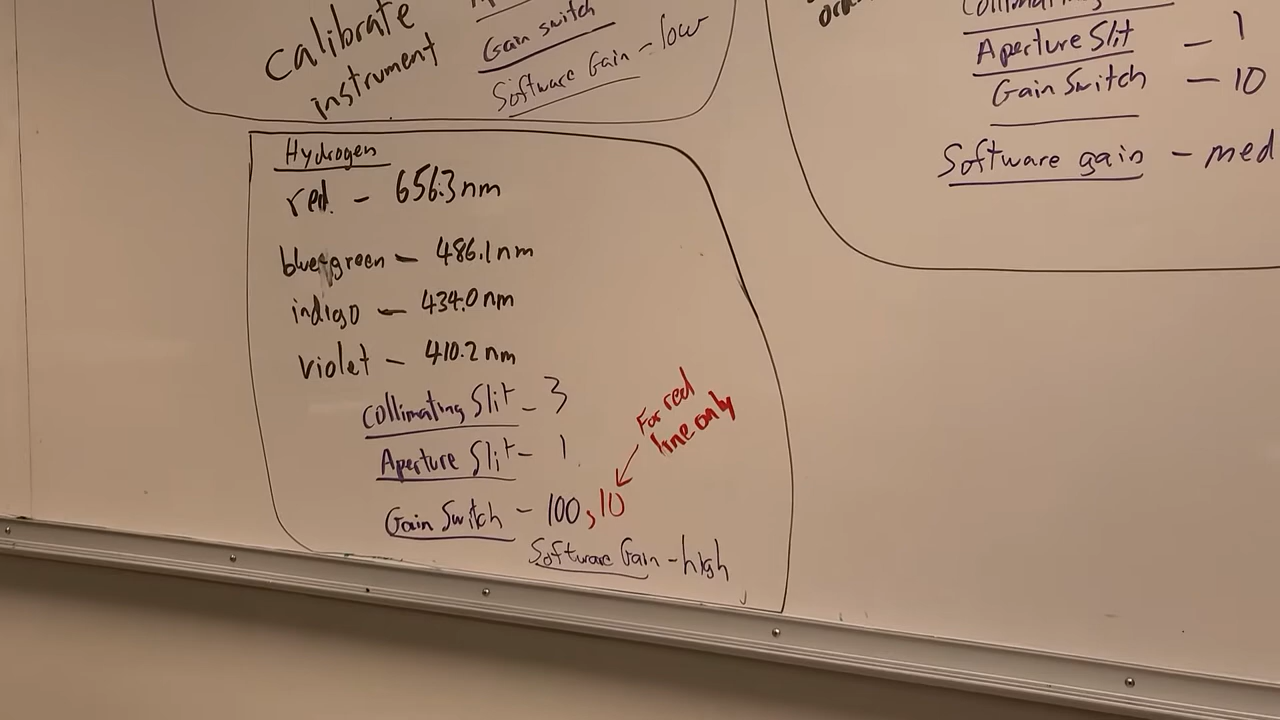 calibrate
instrument
Gain switch
Software Gain - low
Aperture Slit - 1
Gain Switch - 10
Software gain - med
Hydrogen
red. - 656.3 nm
blue-green - 486.1 nm
indigo - 434.0 nm
violet - 410.2 nm
Collimating Slit - 3
Aperture Slit - 1
For red
line only
Gain Switch - 100, 10
Software Gain - high